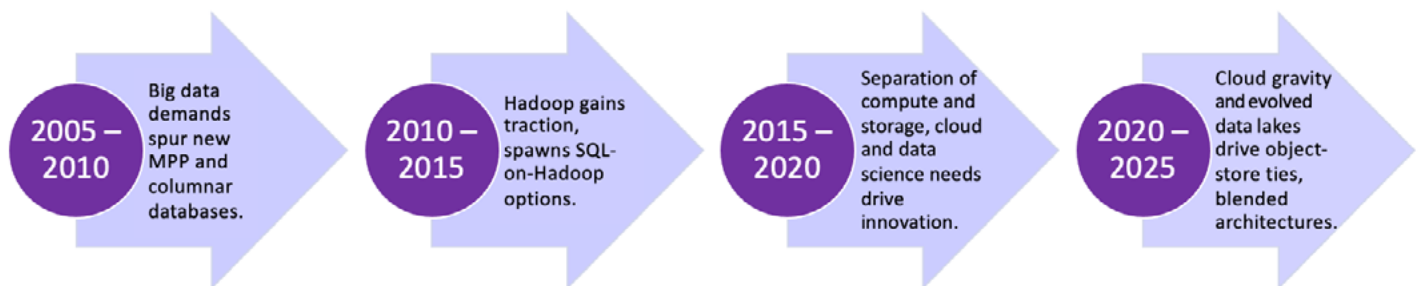 2005 –
2010
Big data
demands
spur new
MPP and
columnar
databases.
2010 –
2015
Hadoop gains
traction,
spawns SQL-
on-Hadoop
options.
2015 –
2020
Separation of
compute and
storage, cloud
and data
science needs
drive
innovation.
2020 –
2025
Cloud gravity
and evolved
data lakes
drive object-
store ties,
blended
architectures.